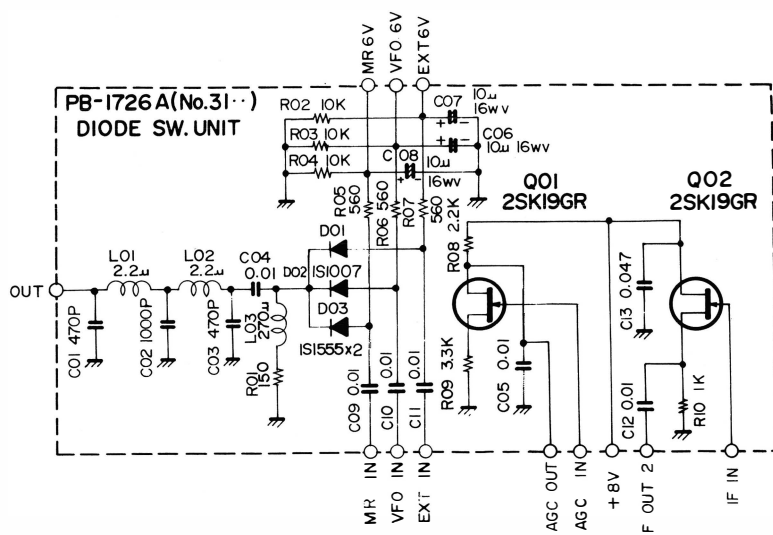 MR 6V
VFO 6V
EXT 6V
PB-1726A(No.31··)
DIODE SW. UNIT
R02 10K
R03 10K
R04 10K
C07
10μ
16WV
C06
10μ 16WV
C08
10μ
16WV
R05
560
R06 560
R07
560
Q01
2SK19GR
Q02
2SK19GR
R08 2.2K
L01
2.2μ
L02
2.2μ
C04
0.01
D01
D02
1S1007
D03
1S1555x2
OUT
C01 470P
C02 1000P
C03 470P
L03
270μ
R01
150
C09 0.01
C10 0.01
C11 0.01
R09 3.3K
C05 0.01
C13 0.047
C12 0.01
R10 1K
MR IN
VFO IN
EXT IN
AGC OUT
AGC IN
+8V
F OUT 2
IF IN